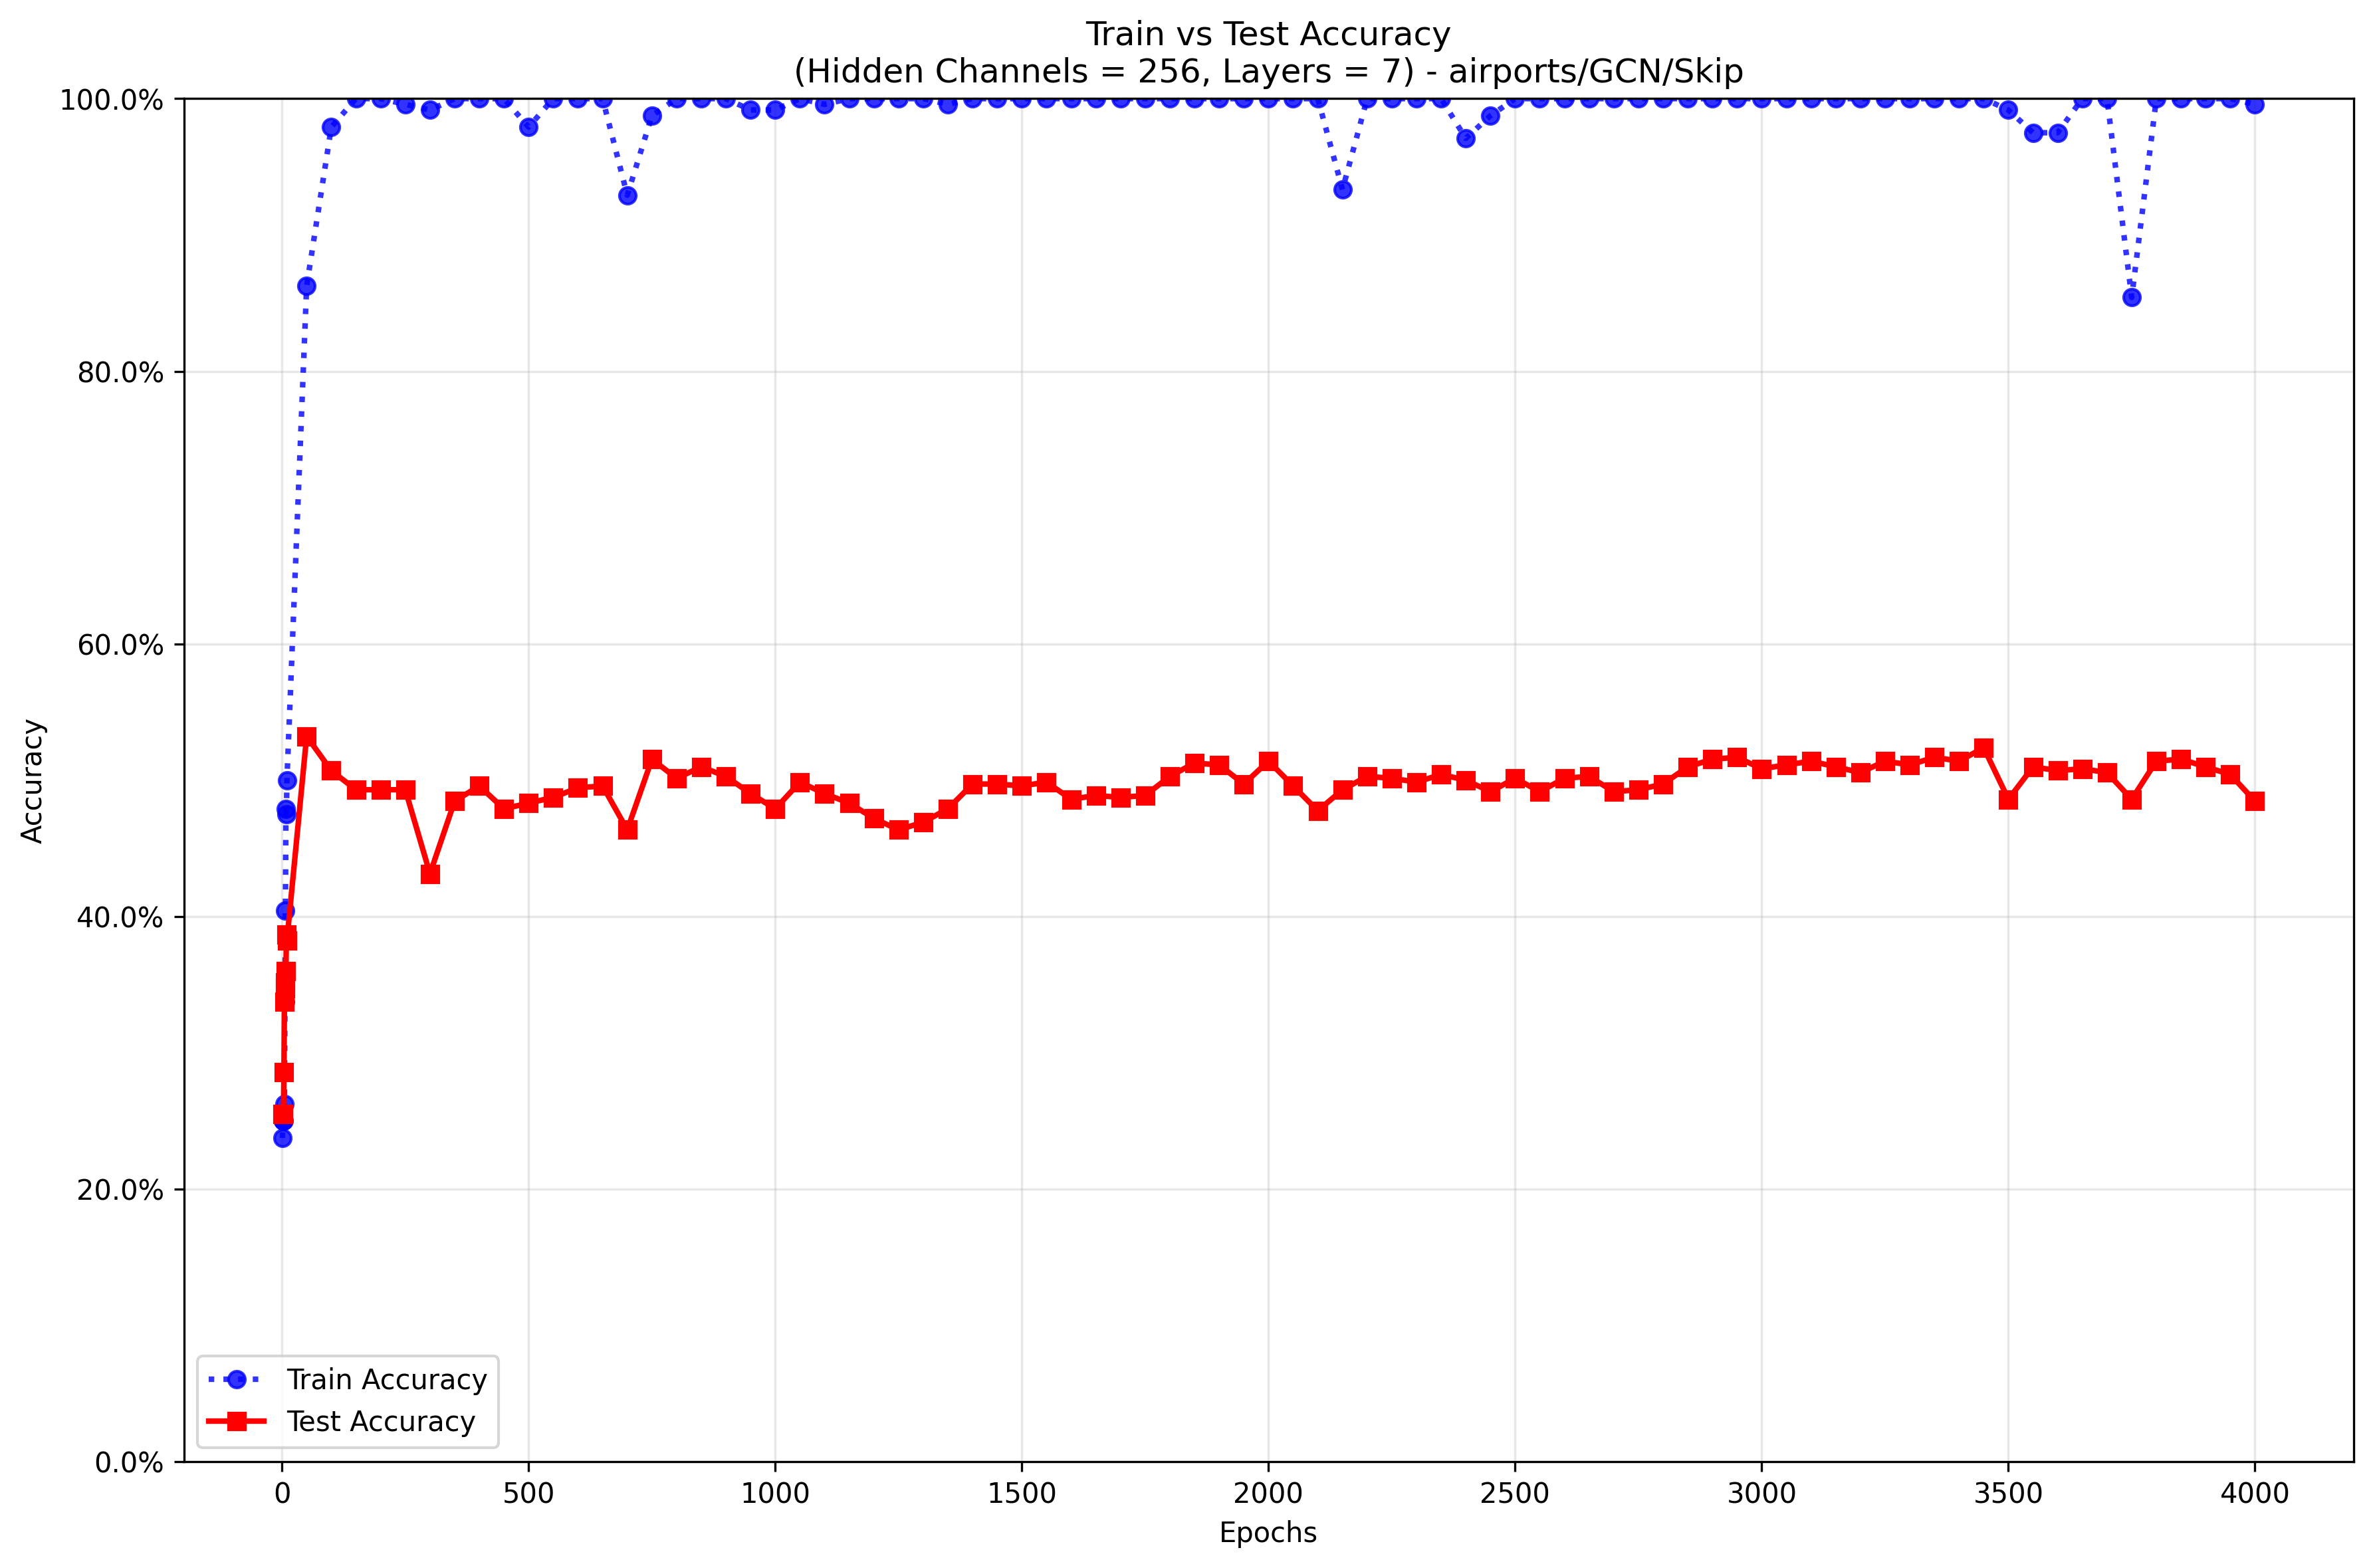 Train vs Test Accuracy
(Hidden Channels = 256, Layers = 7) - airports/GCN/Skip
100.0%
80.0%
60.0%
40.0%
20.0%
0.0%
Accuracy
Train Accuracy
Test Accuracy
0 500 1000 1500 2000 2500 3000 3500 4000
Epochs